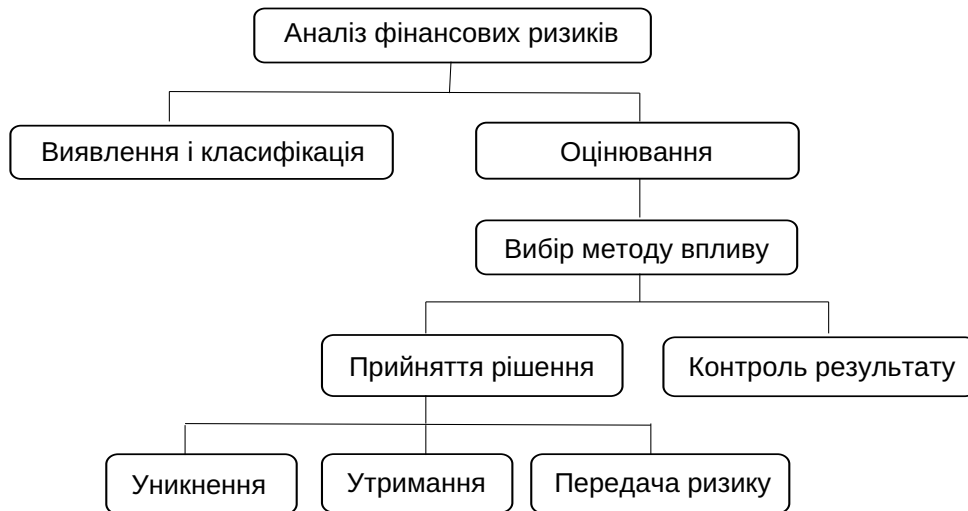 Аналіз фінансових ризиків
Виявлення і класифікація
Оцінювання
Вибір методу впливу
Прийняття рішення
Контроль результату
Уникнення
Утримання
Передача ризику